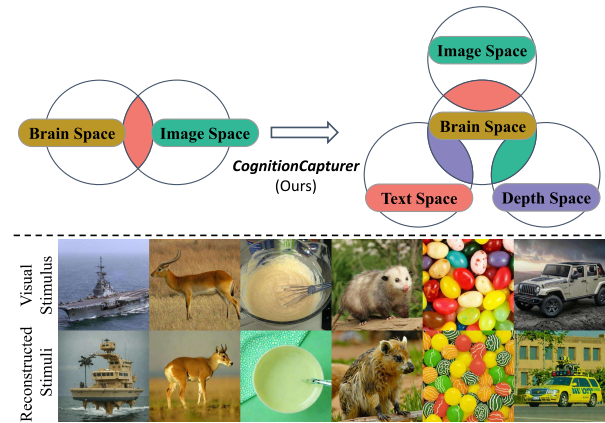 Image Space
Brain Space
Image Space
Brain Space
CognitionCapturer
(Ours)
Text Space
Depth Space
Visual
Stimulus
Reconstructed
Stimuli